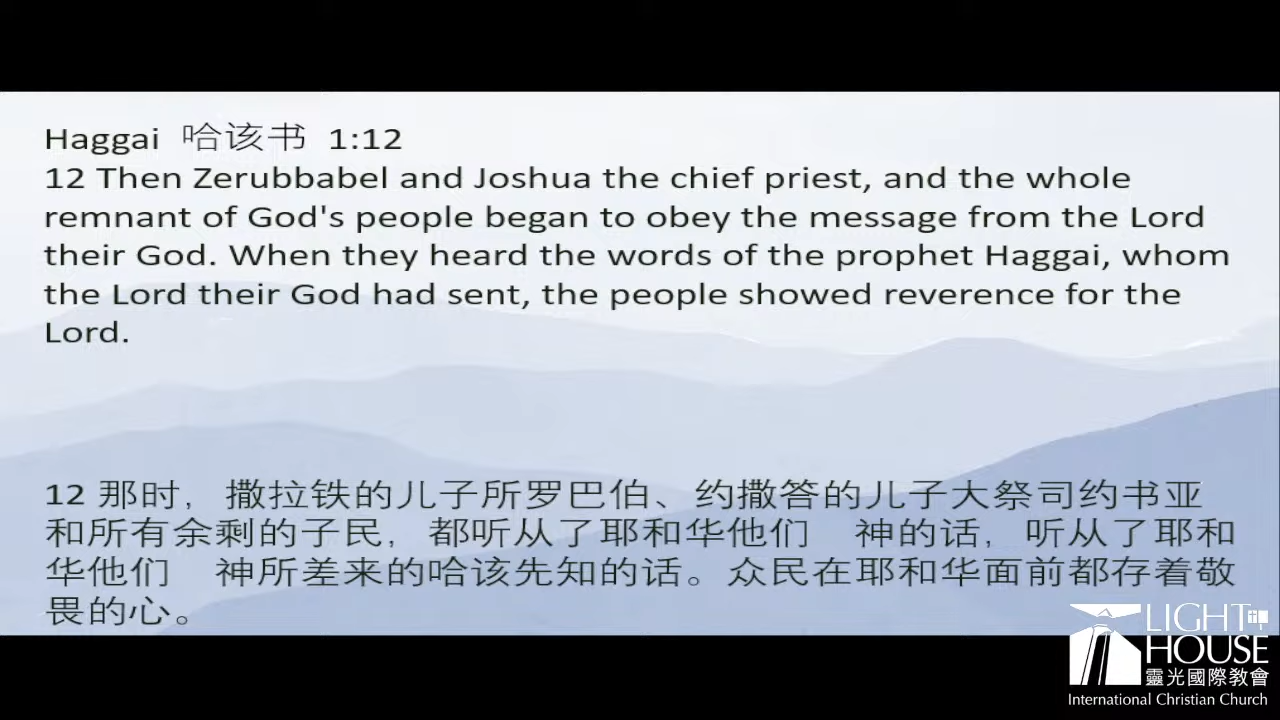 Haggai 哈该书 1:12
12 Then Zerubbabel and Joshua the chief priest, and the whole
remnant of God's people began to obey the message from the Lord
their God. When they heard the words of the prophet Haggai, whom
the Lord their God had sent, the people showed reverence for the
Lord.
12 那时，撒拉铁的儿子所罗巴伯、约撒答的儿子大祭司约书亚
和所有余剩的子民，都听从了耶和华他们　神的话，听从了耶和
华他们　神所差来的哈该先知的话。众民在耶和华面前都存着敬
畏的心。
LIGHT
HOUSE
靈光國際教會
International Christian Church